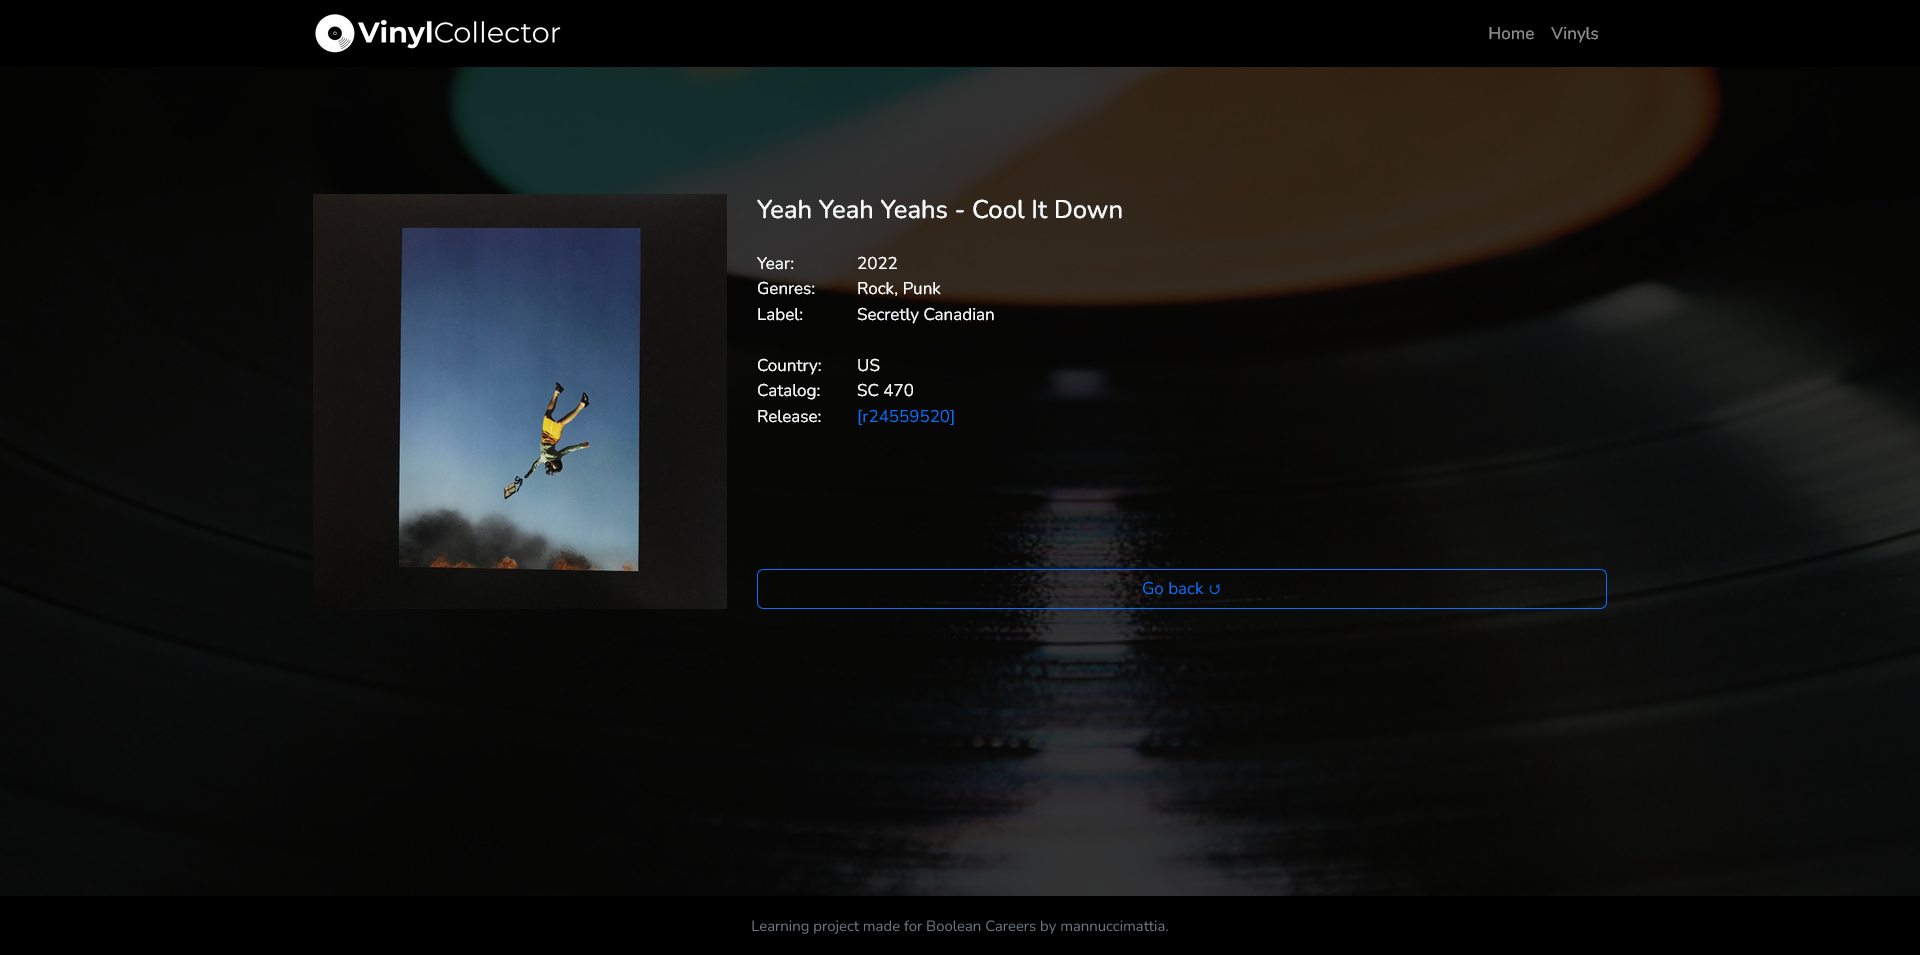 VinylCollector
Home Vinyls
Yeah Yeah Yeahs - Cool It Down
Year: 2022
Genres: Rock, Punk
Label: Secretly Canadian
Country: US
Catalog: SC 470
Release: [r24559520]
Go back ↺
Learning project made for Boolean Careers by mannuccimattia.